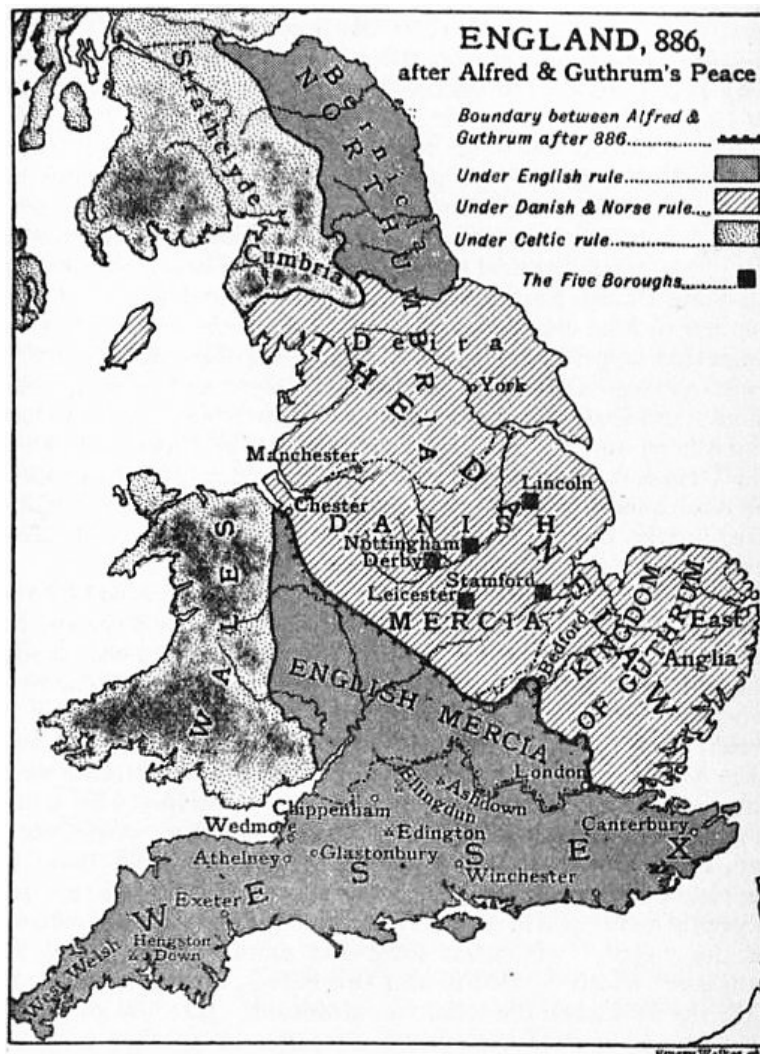 ENGLAND, 886,
after Alfred & Guthrum's Peace
Boundary between Alfred &
Guthrum after 886
Under English rule
Under Danish & Norse rule
Under Celtic rule
The Five Boroughs
Strathclyde
Bernicia
NORTHUMBRIA
Cumbria
Deira
THE DANELAW
York
Manchester
Lincoln
Chester
DANISH
Nottingham
Derby
Stamford
Leicester
MERCIA
WALES
Bedford
KINGDOM
OF GUTHRUM
East
Anglia
ENGLISH MERCIA
London
Ellingdun
Ashdown
Chippenham
Wedmore
Edington
Canterbury
Athelney
Glastonbury
Winchester
WESSEX
Exeter
Hengston
Down
West Welsh